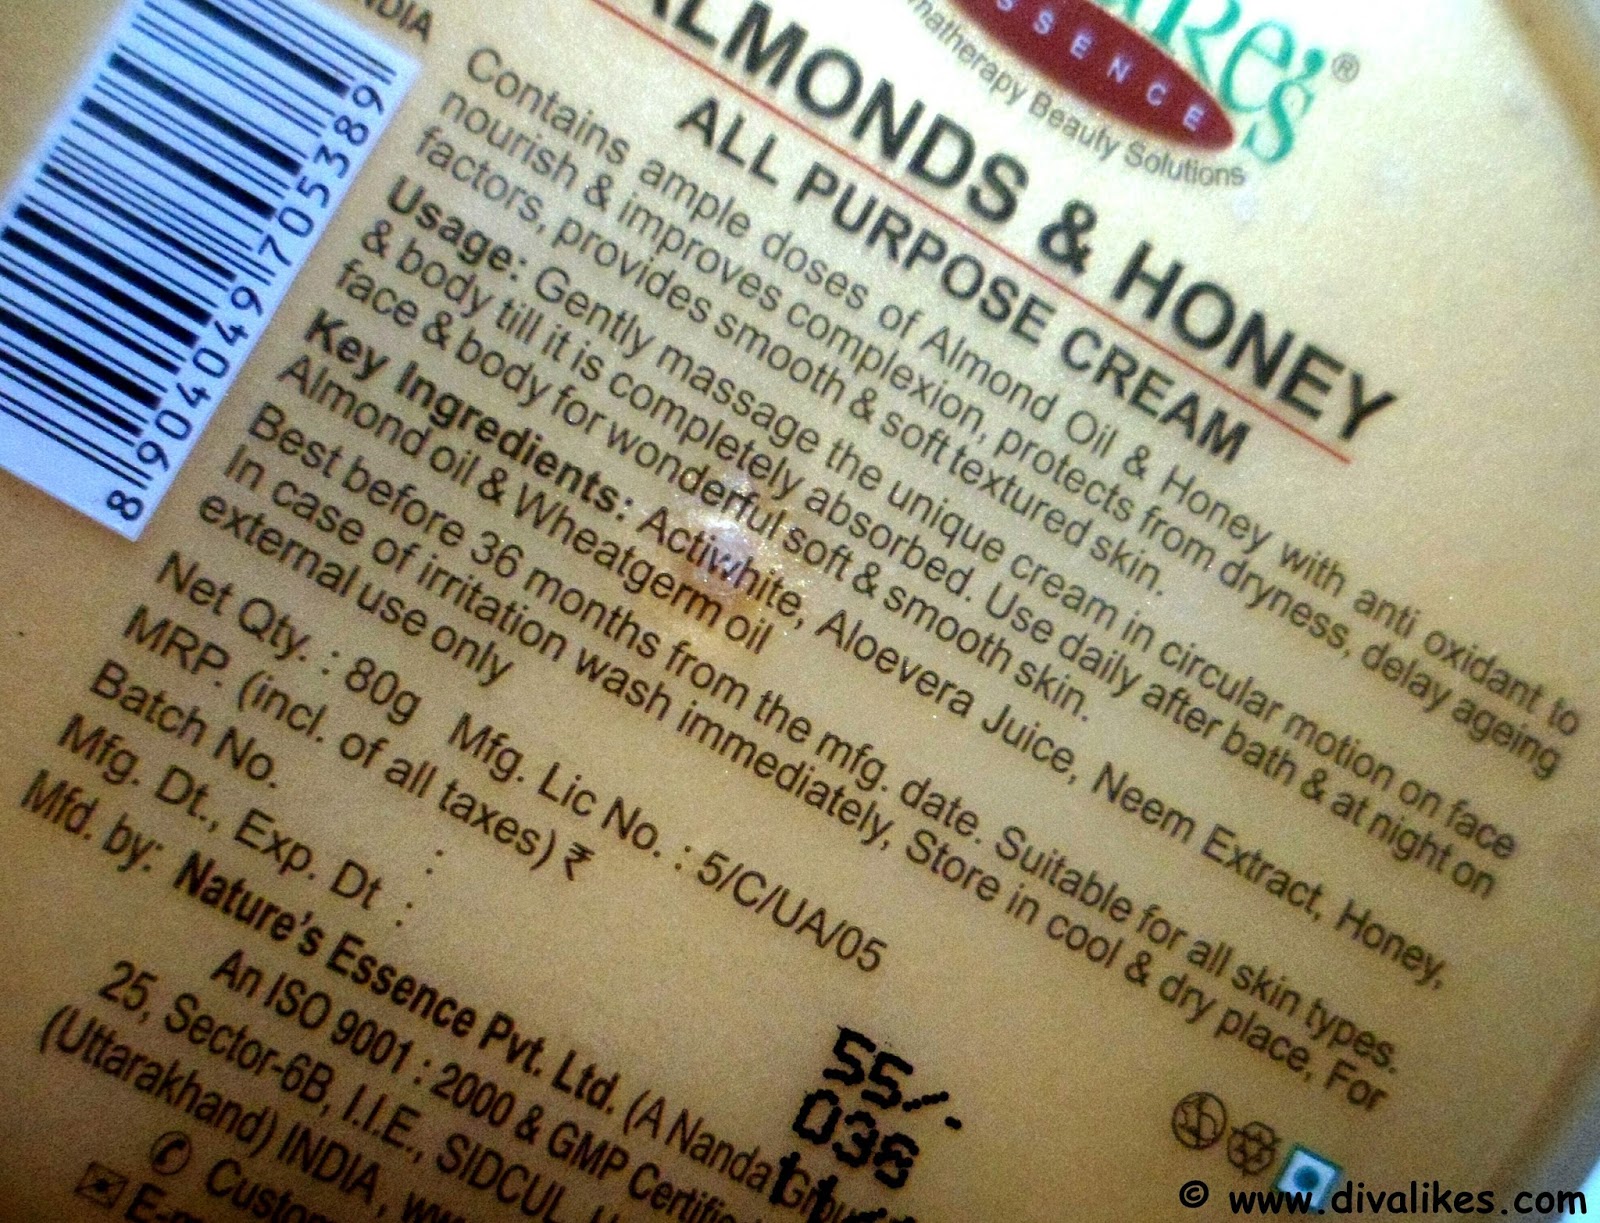 ESSENCE
Beauty Solutions
ALMONDS & HONEY
ALL PURPOSE CREAM
Contains ample doses of Almond Oil & Honey with anti oxidant to
nourish & improves complexion, protects from dryness, delay ageing
factors, provides smooth & soft textured skin.
Usage: Gently massage the unique cream in circular motion on face
& body till it is completely absorbed. Use daily after bath & at night on
face & body for wonderful soft & smooth skin.
Key Ingredients: Actiwhite, Aloevera Juice, Neem Extract, Honey,
Almond oil & Wheatgerm oil
Best before 36 months from the mfg. date. Suitable for all skin types.
In case of irritation wash immediately, Store in cool & dry place, For
external use only
Net Qty. : 80g Mfg. Lic No. : 5/C/UA/05
MRP. (incl. of all taxes) ₹
Batch No. :
Mfg. Dt., Exp. Dt :
Mfd. by: Nature's Essence Pvt. Ltd. (A Nanda
An ISO 9001 : 2000 & GMP
25, Sector-6B, I.I.E., SIDCUL,
(Uttarakhand) INDIA,
55/-.
8 904049 705389
© www.divalikes.com